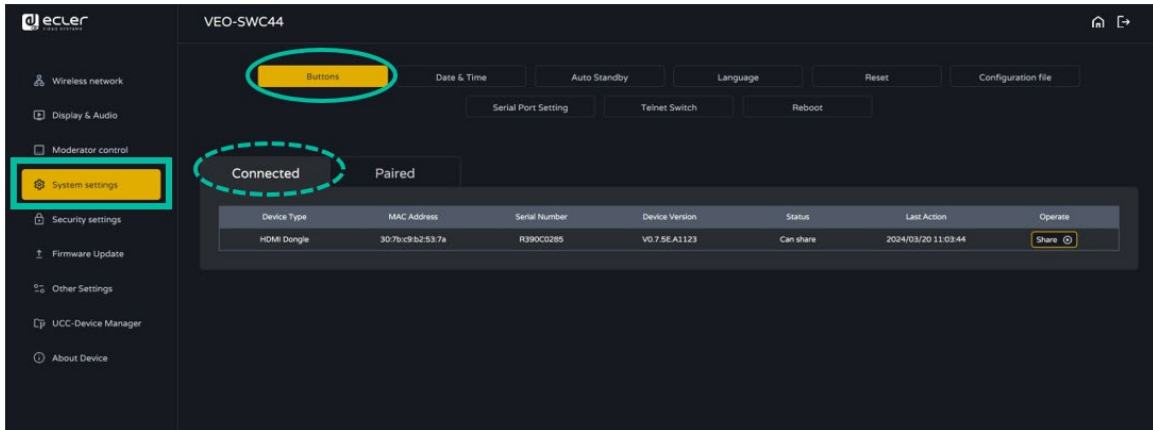 ecler
VIDEO SYSTEMS
VEO-SWC44
Wireless network
Display & Audio
Moderator control
System settings
Security settings
Firmware Update
Other Settings
UCC-Device Manager
About Device
Buttons Date & Time Auto Standby Language Reset Configuration file
Serial Port Setting Telnet Switch Reboot
Connected Paired
Device Type MAC Address Serial Number Device Version Status Last Action Operate
HDMI Dongle 30:7b:c9:b2:53:7a R390C0285 V0.7.5E.A1123 Can share 2024/03/20 11:03:44 Share